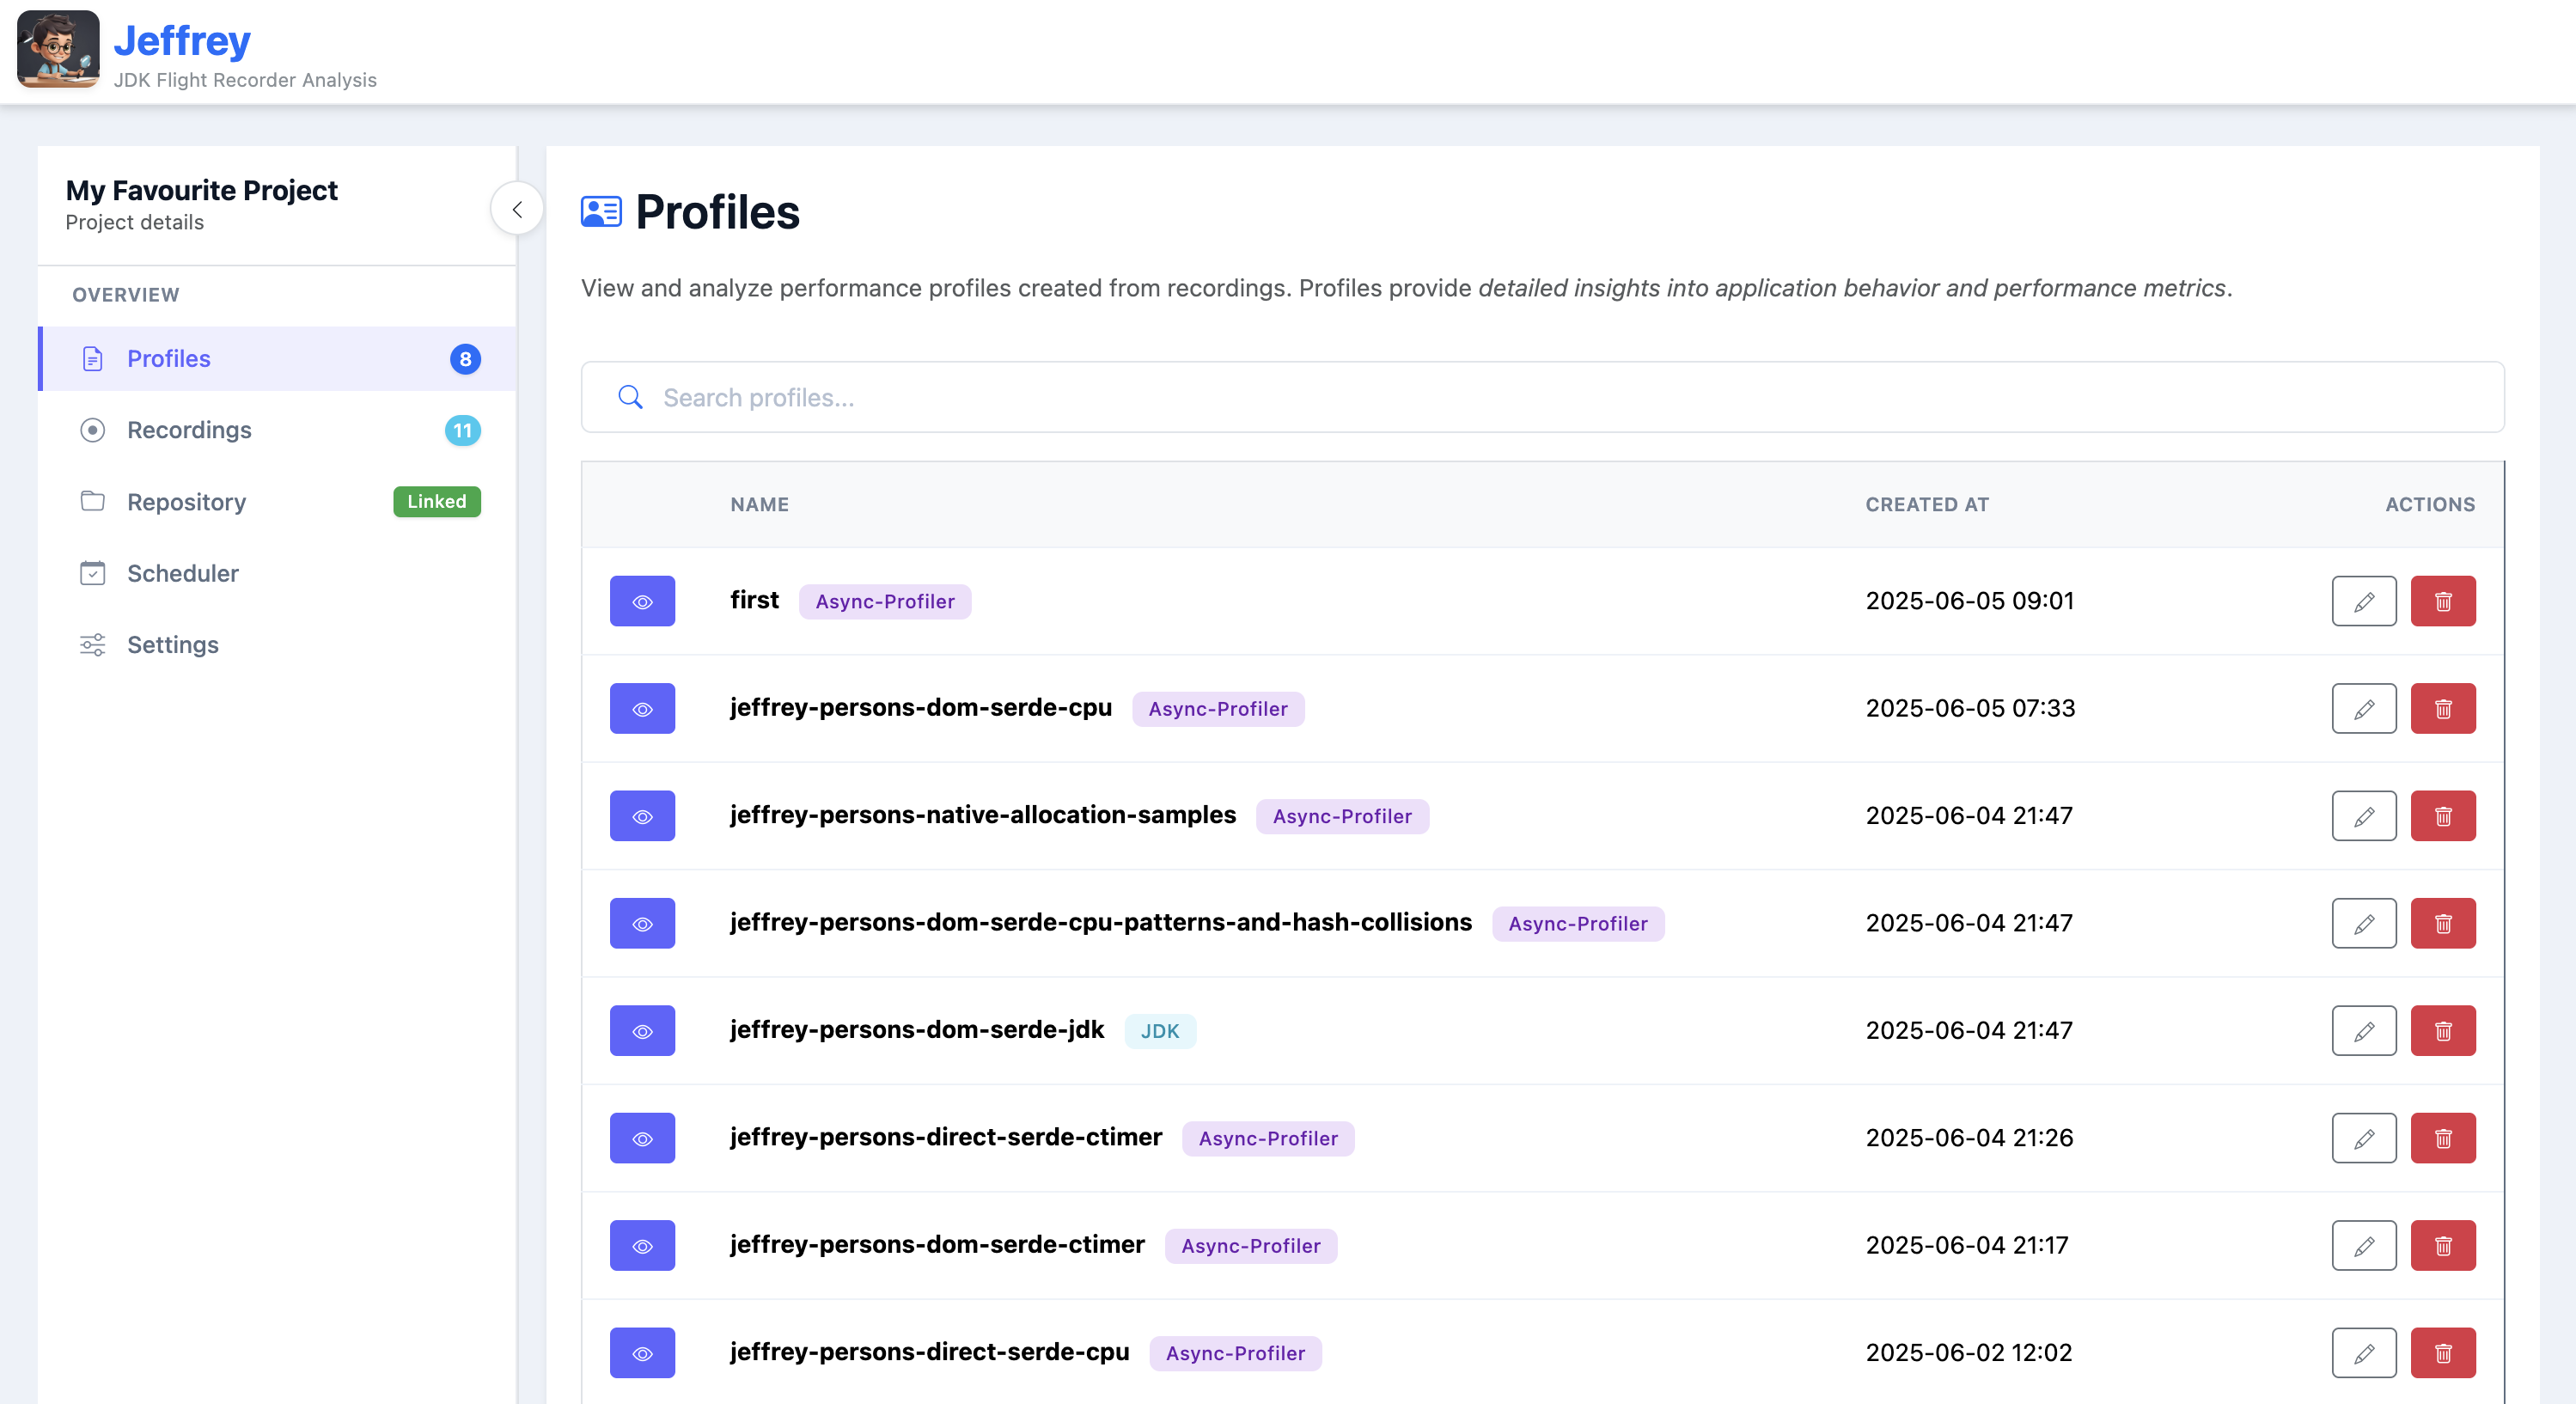 Jeffrey
JDK Flight Recorder Analysis
My Favourite Project
Project details
OVERVIEW
Profiles 8
Recordings 11
Repository Linked
Scheduler
Settings
Profiles
View and analyze performance profiles created from recordings. Profiles provide detailed insights into application behavior and performance metrics.
Search profiles...
NAME CREATED AT ACTIONS
first Async-Profiler 2025-06-05 09:01
jeffrey-persons-dom-serde-cpu Async-Profiler 2025-06-05 07:33
jeffrey-persons-native-allocation-samples Async-Profiler 2025-06-04 21:47
jeffrey-persons-dom-serde-cpu-patterns-and-hash-collisions Async-Profiler 2025-06-04 21:47
jeffrey-persons-dom-serde-jdk JDK 2025-06-04 21:47
jeffrey-persons-direct-serde-ctimer Async-Profiler 2025-06-04 21:26
jeffrey-persons-dom-serde-ctimer Async-Profiler 2025-06-04 21:17
jeffrey-persons-direct-serde-cpu Async-Profiler 2025-06-02 12:02